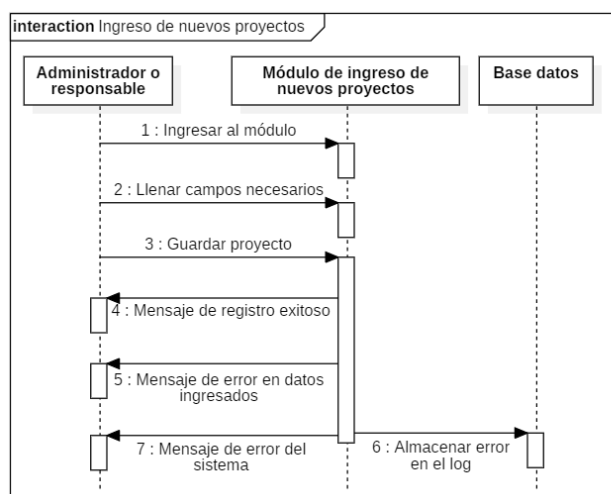 interaction Ingreso de nuevos proyectos
Administrador o
responsable
Módulo de ingreso de
nuevos proyectos
Base datos
1 : Ingresar al módulo
2 : Llenar campos necesarios
3 : Guardar proyecto
4 : Mensaje de registro exitoso
5 : Mensaje de error en datos
ingresados
7 : Mensaje de error del
sistema
6 : Almacenar error
en el log